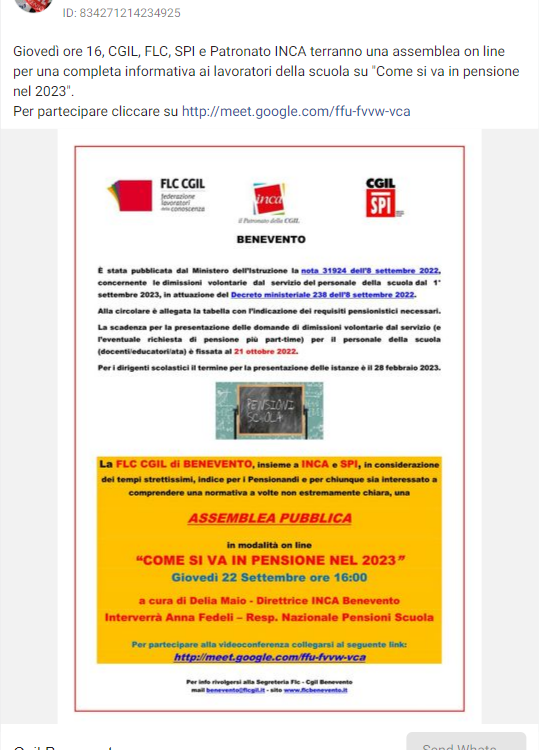 ID: 834271214234925
Giovedì ore 16, CGIL, FLC, SPI e Patronato INCA terranno una assemblea on line
per una completa informativa ai lavoratori della scuola su "Come si va in pensione
nel 2023".
Per partecipare cliccare su http://meet.google.com/ffu-fvvw-vca
FLC CGIL
federazione
lavoratori
della conoscenza
inca
il Patronato della CGIL
CGIL
SPI
BENEVENTO
È stata pubblicata dal Ministero dell'Istruzione la nota 31924 dell'8 settembre 2022,
concernente le dimissioni volontarie dal servizio del personale della scuola dal 1°
settembre 2023, in attuazione del Decreto ministeriale 238 dell'8 settembre 2022.
Alla circolare è allegata la tabella con l'indicazione dei requisiti pensionistici necessari.
La scadenza per la presentazione delle domande di dimissioni volontarie dal servizio (e
l'eventuale richiesta di pensione più part-time) per il personale della scuola
(docenti/educatori/ata) è fissata al 21 ottobre 2022.
Per i dirigenti scolastici il termine per la presentazione delle istanze è il 28 febbraio 2023.
PENSIONI
SCUOLA
La FLC CGIL di BENEVENTO, insieme a INCA e SPI, in considerazione
dei tempi strettissimi, indice per i Pensionandi e per chiunque sia interessato a
comprendere una normativa a volte non estremamente chiara, una
ASSEMBLEA PUBBLICA
in modalità on line
"COME SI VA IN PENSIONE NEL 2023"
Giovedì 22 Settembre ore 16:00
a cura di Delia Maio - Direttrice INCA Benevento
Interverrà Anna Fedeli – Resp. Nazionale Pensioni Scuola
Per partecipare alla videoconferenza collegarsi al seguente link:
http://meet.google.com/ffu-fvvw-vca
Per info rivolgersi alla Segreteria Flc - Cgil Benevento
mail benevento@flcgil.it - sito www.flcbenevento.it